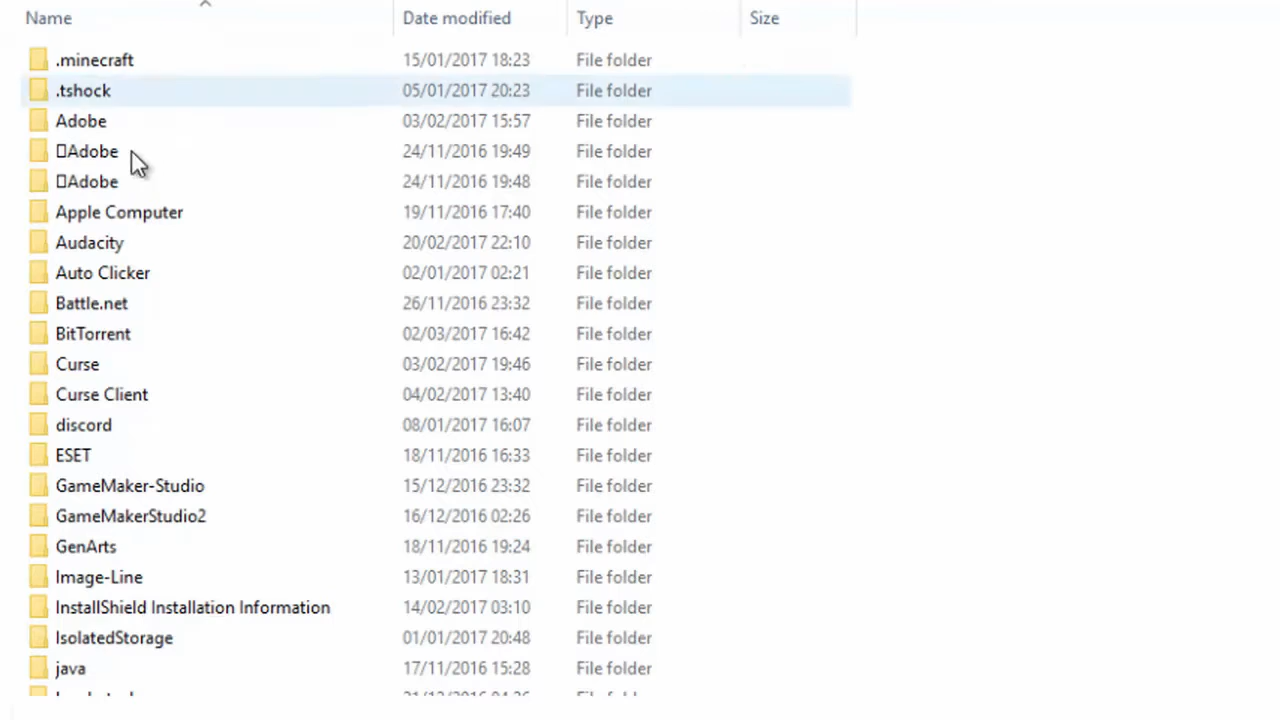 Name Date modified Type Size
.minecraft 15/01/2017 18:23 File folder
.tshock 05/01/2017 20:23 File folder
Adobe 03/02/2017 15:57 File folder
▯Adobe 24/11/2016 19:49 File folder
▯Adobe 24/11/2016 19:48 File folder
Apple Computer 19/11/2016 17:40 File folder
Audacity 20/02/2017 22:10 File folder
Auto Clicker 02/01/2017 02:21 File folder
Battle.net 26/11/2016 23:32 File folder
BitTorrent 02/03/2017 16:42 File folder
Curse 03/02/2017 19:46 File folder
Curse Client 04/02/2017 13:40 File folder
discord 08/01/2017 16:07 File folder
ESET 18/11/2016 16:33 File folder
GameMaker-Studio 15/12/2016 23:32 File folder
GameMakerStudio2 16/12/2016 02:26 File folder
GenArts 18/11/2016 19:24 File folder
Image-Line 13/01/2017 18:31 File folder
InstallShield Installation Information 14/02/2017 03:10 File folder
IsolatedStorage 01/01/2017 20:48 File folder
java 17/11/2016 15:28 File folder